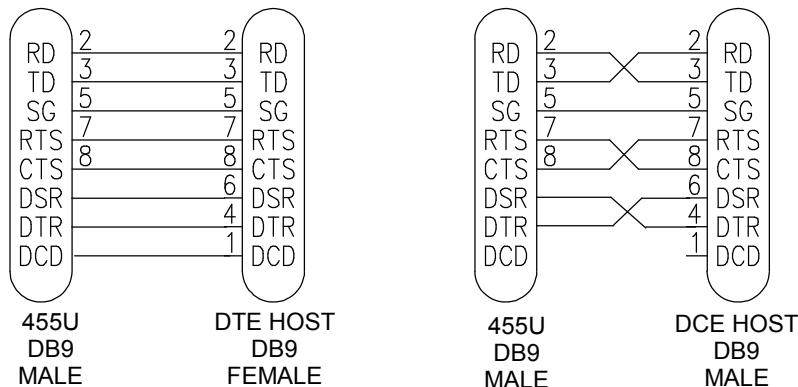 RD 2 2 RD
TD 3 3 TD
SG 5 5 SG
RTS 7 7 RTS
CTS 8 8 CTS
DSR 6 DSR
DTR 4 DTR
DCD 1 DCD
455U
DB9
MALE
DTE HOST
DB9
FEMALE
RD 2 2 RD
TD 3 3 TD
SG 5 5 SG
RTS 7 7 RTS
CTS 8 8 CTS
DSR 6 DSR
DTR 4 DTR
DCD 1 DCD
455U
DB9
MALE
DCE HOST
DB9
MALE